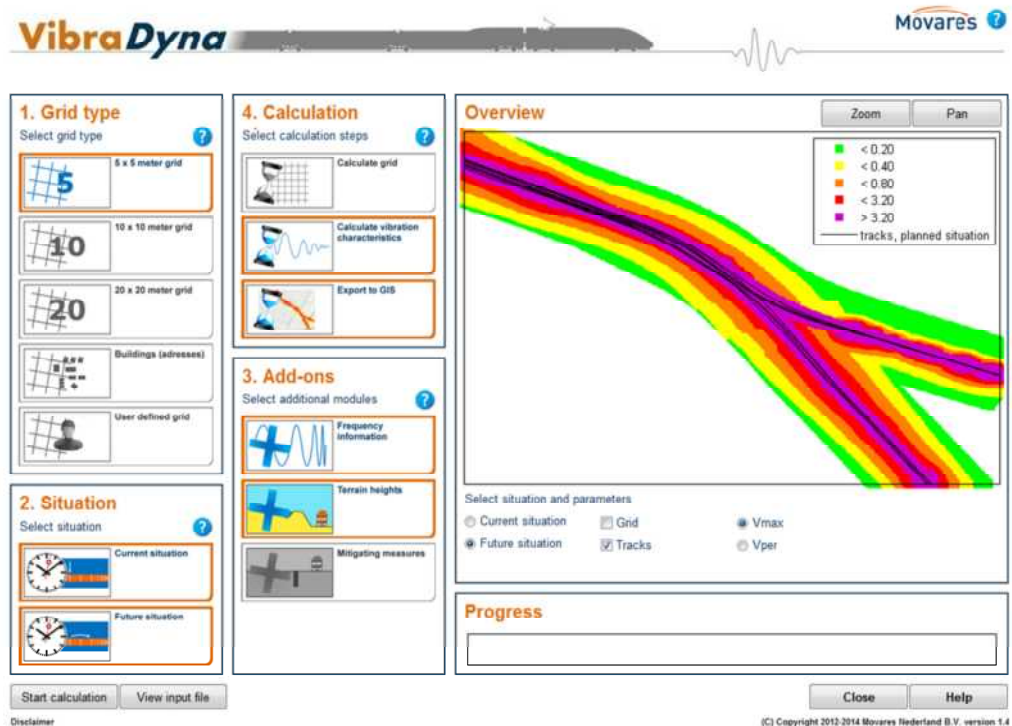 VibraDyna
Movares ?
1. Grid type
Select grid type ?
5 x 5 meter grid
5
10 x 10 meter grid
10
20 x 20 meter grid
20
Buildings (adresses)
User defined grid
2. Situation
Select situation ?
Current situation
Future situation
4. Calculation
Select calculation steps ?
Calculate grid
Calculate vibration
characteristics
Export to GIS
3. Add-ons
Select additional modules ?
Frequency
information
Terrain heights
Mitigating measures
Overview
Zoom Pan
< 0.20
< 0.40
< 0.80
< 3.20
> 3.20
tracks, planned situation
Select situation and parameters
Current situation Grid Vmax
Future situation Tracks Vper
Progress
Start calculation View input file Close Help
Disclaimer (C) Copyright 2012-2014 Movares Nederland B.V. version 1.4